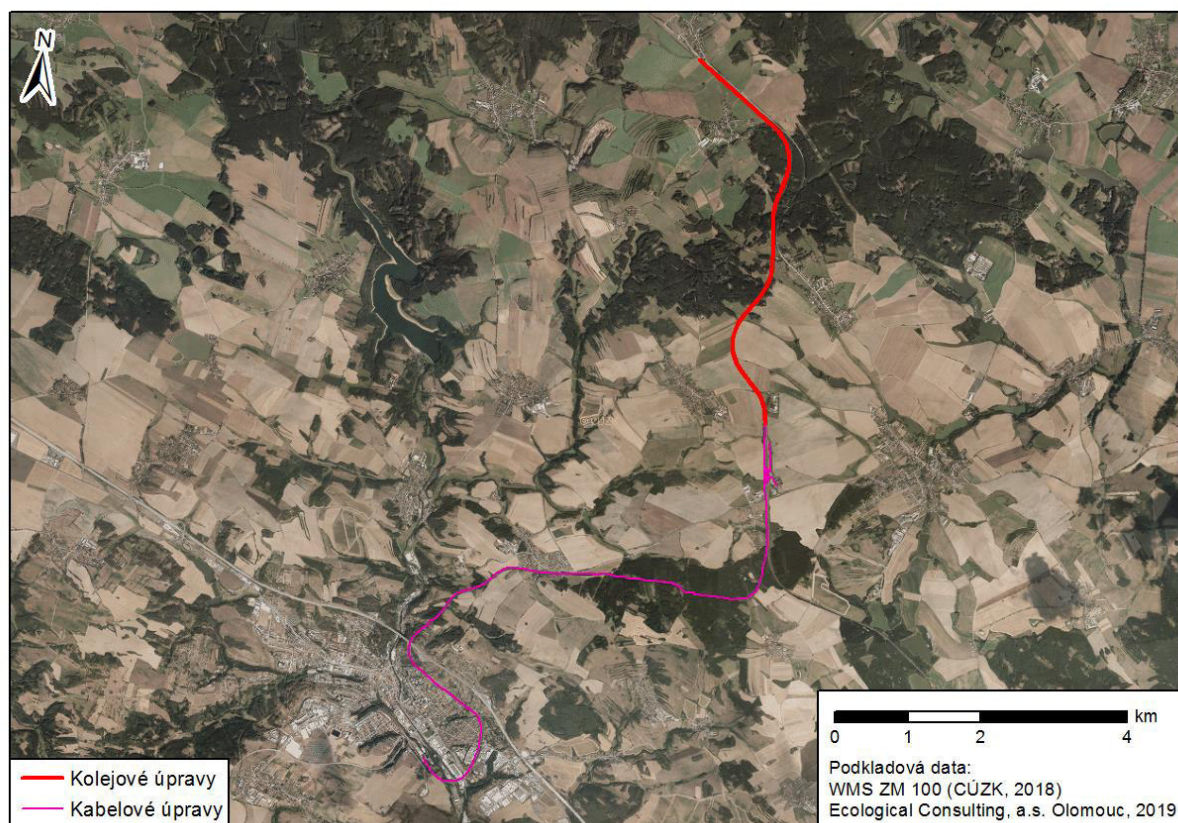 N
Kolejové úpravy
Kabelové úpravy
km
0 1 2 4
Podkladová data:
WMS ZM 100 (ČÚZK, 2018)
Ecological Consulting, a.s. Olomouc, 2019